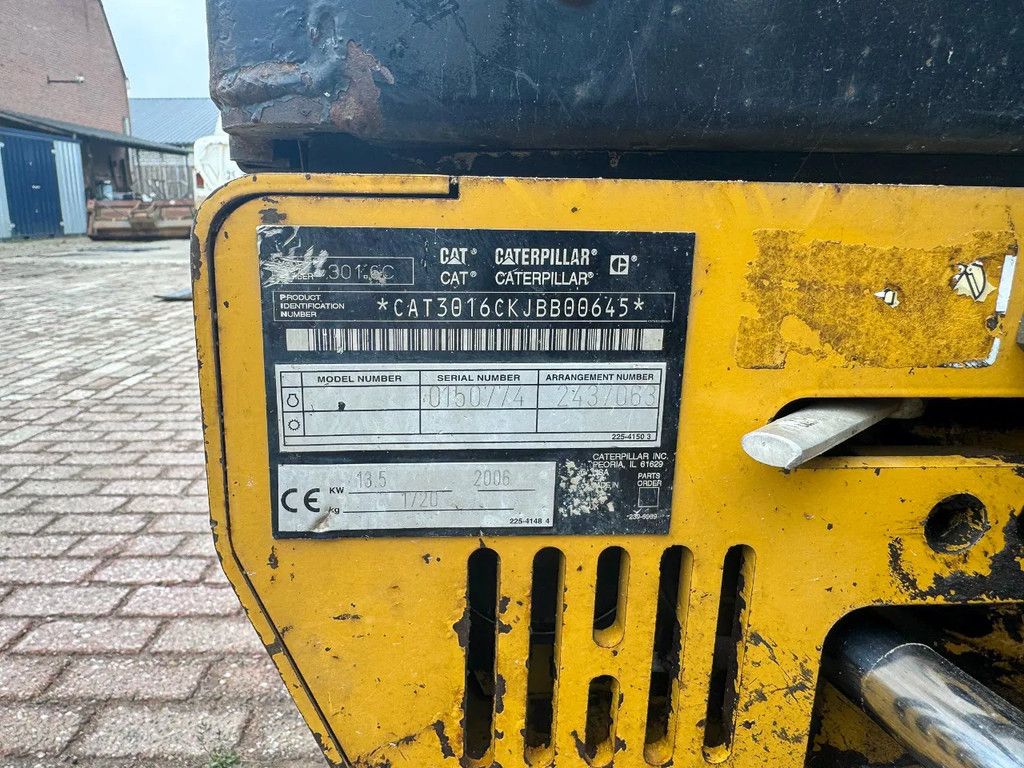 CAT® CATERPILLAR®
301.6C
CAT® CATERPILLAR® C®
PRODUCT
IDENTIFICATION
NUMBER
*CAT3016CKJBB00645*
MODEL NUMBER SERIAL NUMBER ARRANGEMENT NUMBER
0150774 2437063
225-4150 3
CATERPILLAR INC.
PEORIA, IL 61629
USA
PARTS
ORDER
CE KW 13.5 2006
kg 1720
225-4148 4